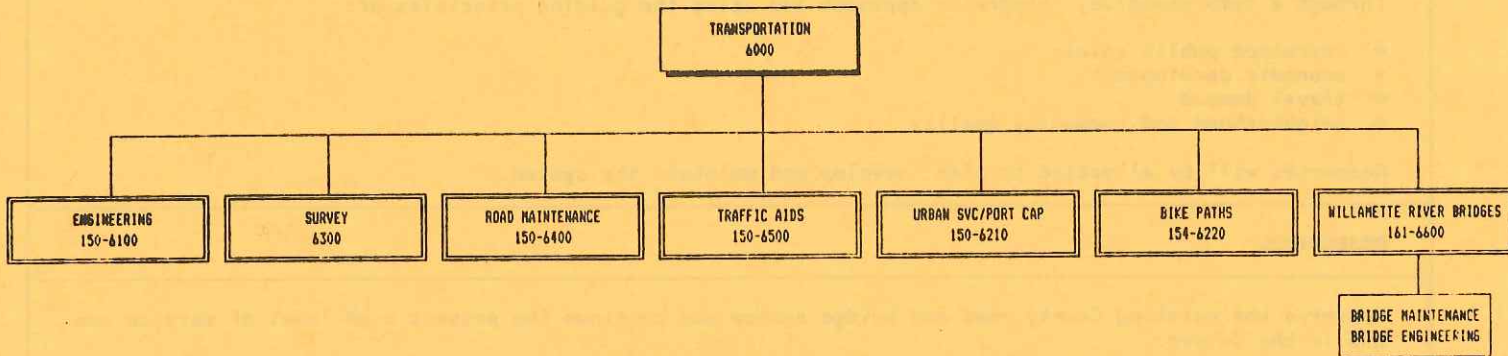 TRANSPORTATION
6000
ENGINEERING
150-6100
SURVEY
6300
ROAD MAINTENANCE
150-6400
TRAFFIC AIDS
150-6500
URBAN SVC/PORT CAP
150-6210
BIKE PATHS
154-6220
WILLAMETTE RIVER BRIDGES
161-6600
BRIDGE MAINTENANCE
BRIDGE ENGINEERING